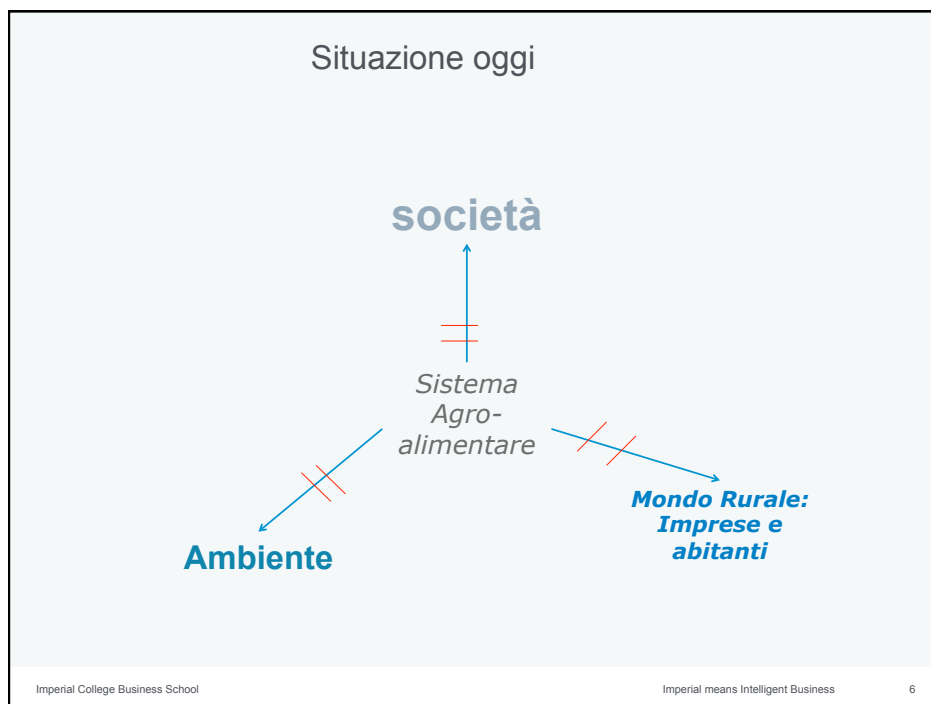 Situazione oggi
società
Sistema
Agro-
alimentare
Mondo Rurale:
Imprese e
abitanti
Ambiente
Imperial College Business School
Imperial means Intelligent Business
6